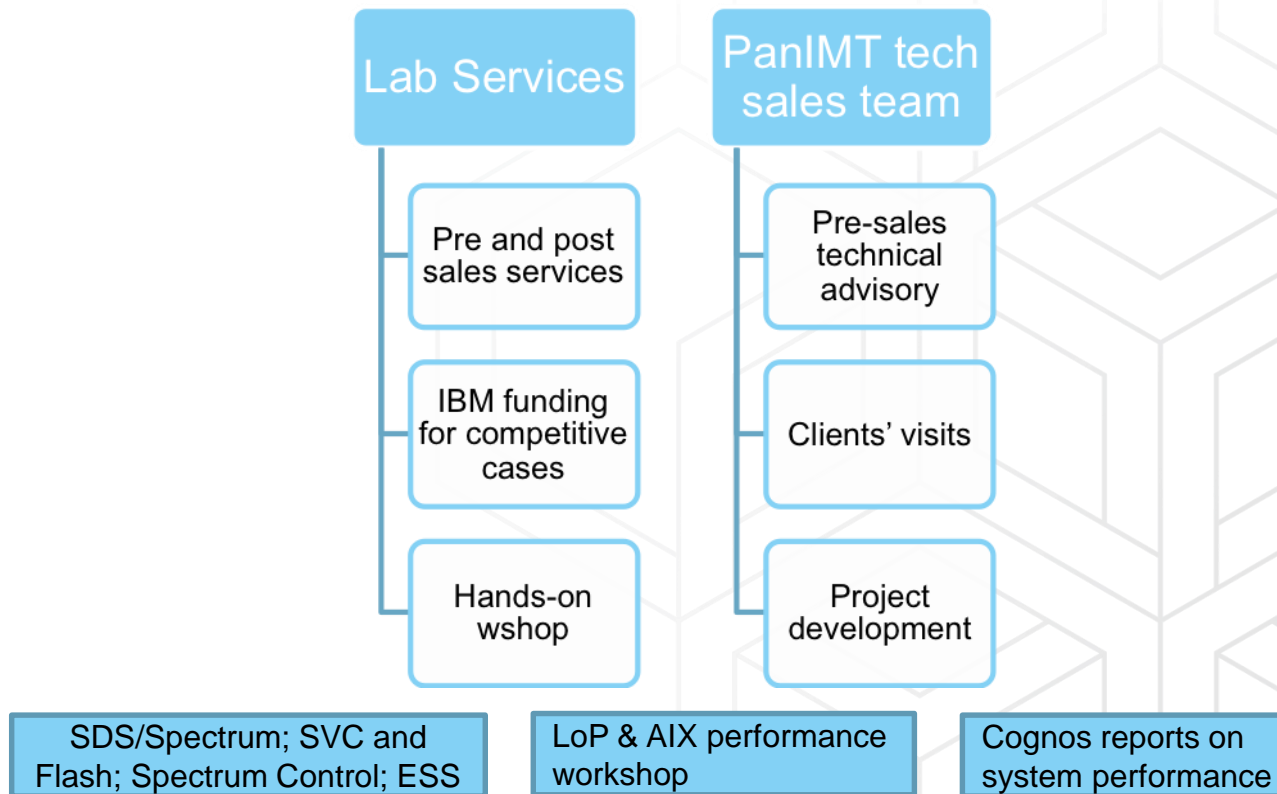 Lab Services
Pre and post
sales services
IBM funding
for competitive
cases
Hands-on
wshop
PanIMT tech
sales team
Pre-sales
technical
advisory
Clients’ visits
Project
development
SDS/Spectrum; SVC and
Flash; Spectrum Control; ESS
LoP & AIX performance
workshop
Cognos reports on
system performance